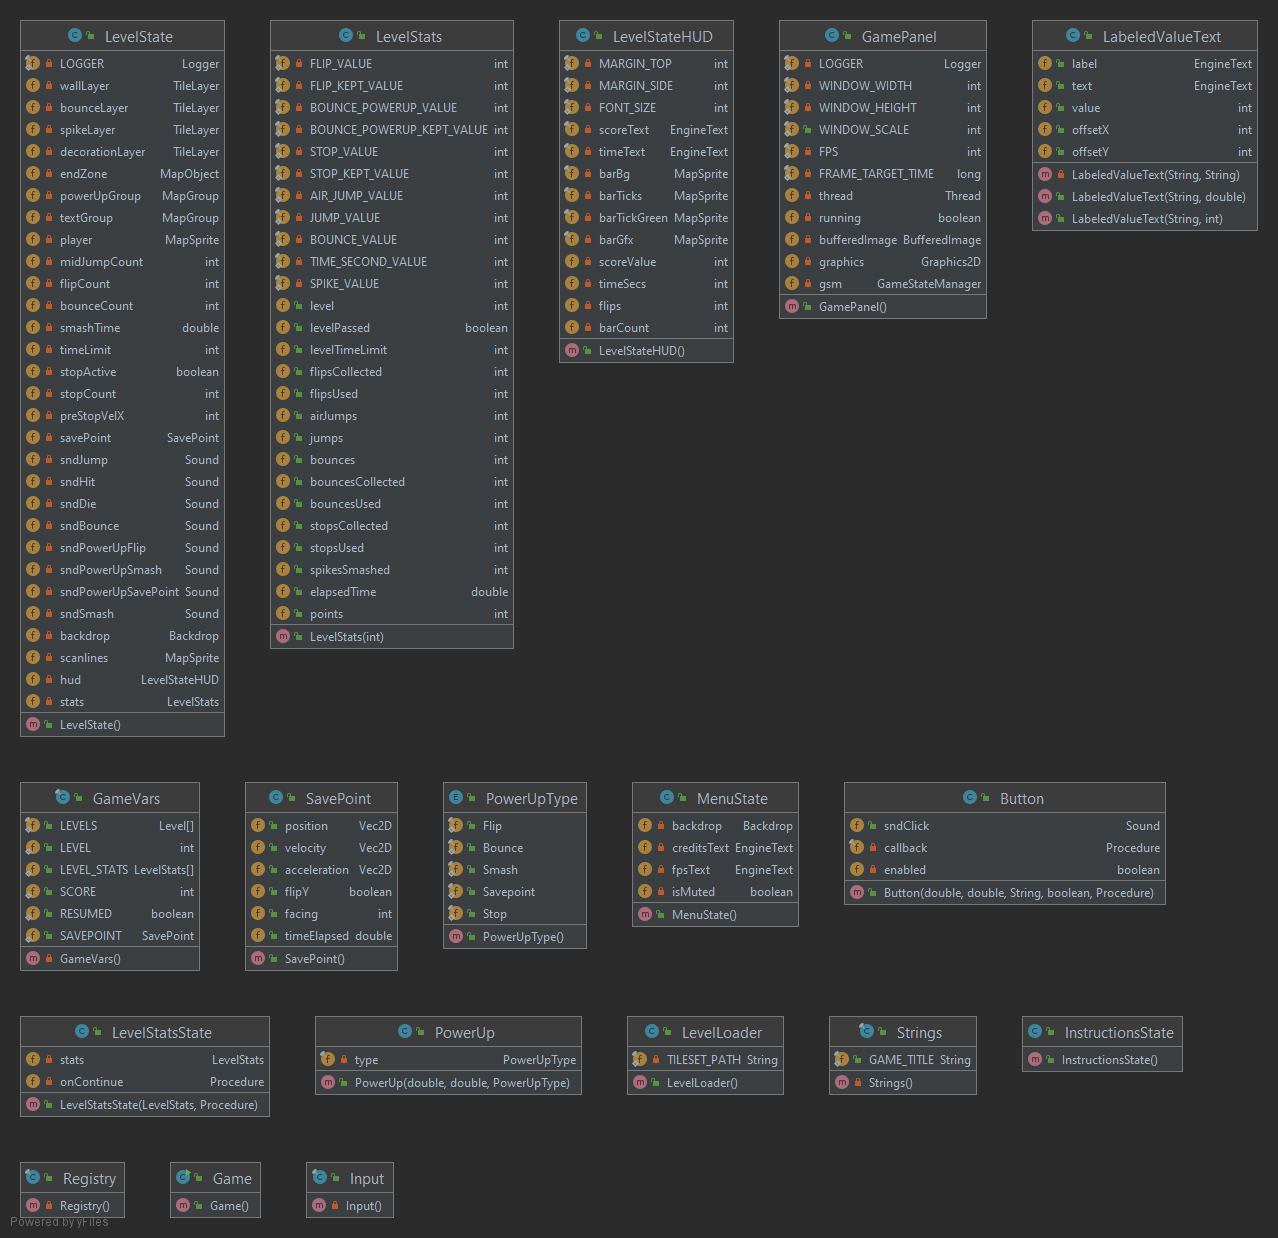 LevelState
LOGGER Logger
wallLayer TileLayer
bounceLayer TileLayer
spikeLayer TileLayer
decorationLayer TileLayer
endZone MapObject
powerUpGroup MapGroup
textGroup MapGroup
player MapSprite
midJumpCount int
flipCount int
bounceCount int
smashTime double
timeLimit int
stopActive boolean
stopCount int
preStopVelX int
savePoint SavePoint
sndJump Sound
sndHit Sound
sndDie Sound
sndBounce Sound
sndPowerUpFlip Sound
sndPowerUpSmash Sound
sndPowerUpSavePoint Sound
sndSmash Sound
backdrop Backdrop
scanlines MapSprite
hud LevelStateHUD
stats LevelStats
LevelState()
LevelStats
FLIP_VALUE int
FLIP_KEPT_VALUE int
BOUNCE_POWERUP_VALUE int
BOUNCE_POWERUP_KEPT_VALUE int
STOP_VALUE int
STOP_KEPT_VALUE int
AIR_JUMP_VALUE int
JUMP_VALUE int
BOUNCE_VALUE int
TIME_SECOND_VALUE int
SPIKE_VALUE int
level int
levelPassed boolean
levelTimeLimit int
flipsCollected int
flipsUsed int
airJumps int
jumps int
bounces int
bouncesCollected int
bouncesUsed int
stopsCollected int
stopsUsed int
spikesSmashed int
elapsedTime double
points int
LevelStats(int)
LevelStateHUD
MARGIN_TOP int
MARGIN_SIDE int
FONT_SIZE int
scoreText EngineText
timeText EngineText
barBg MapSprite
barTicks MapSprite
barTickGreen MapSprite
barGfx MapSprite
scoreValue int
timeSecs int
flips int
barCount int
LevelStateHUD()
GamePanel
LOGGER Logger
WINDOW_WIDTH int
WINDOW_HEIGHT int
WINDOW_SCALE int
FPS int
FRAME_TARGET_TIME long
thread Thread
running boolean
bufferedImage BufferedImage
graphics Graphics2D
gsm GameStateManager
GamePanel()
LabeledValueText
label EngineText
text EngineText
value int
offsetX int
offsetY int
LabeledValueText(String, String)
LabeledValueText(String, double)
LabeledValueText(String, int)
GameVars
LEVELS Level[]
LEVEL int
LEVEL_STATS LevelStats[]
SCORE int
RESUMED boolean
SAVEPOINT SavePoint
GameVars()
SavePoint
position Vec2D
velocity Vec2D
acceleration Vec2D
flipY boolean
facing int
timeElapsed double
SavePoint()
PowerUpType
Flip
Bounce
Smash
Savepoint
Stop
PowerUpType()
MenuState
backdrop Backdrop
creditsText EngineText
fpsText EngineText
isMuted boolean
MenuState()
Button
sndClick Sound
callback Procedure
enabled boolean
Button(double, double, String, boolean, Procedure)
LevelStatsState
stats LevelStats
onContinue Procedure
LevelStatsState(LevelStats, Procedure)
PowerUp
type PowerUpType
PowerUp(double, double, PowerUpType)
LevelLoader
TILESET_PATH String
LevelLoader()
Strings
GAME_TITLE String
Strings()
InstructionsState
InstructionsState()
Registry
Registry()
Game
Game()
Input
Input()
Powered by yFiles